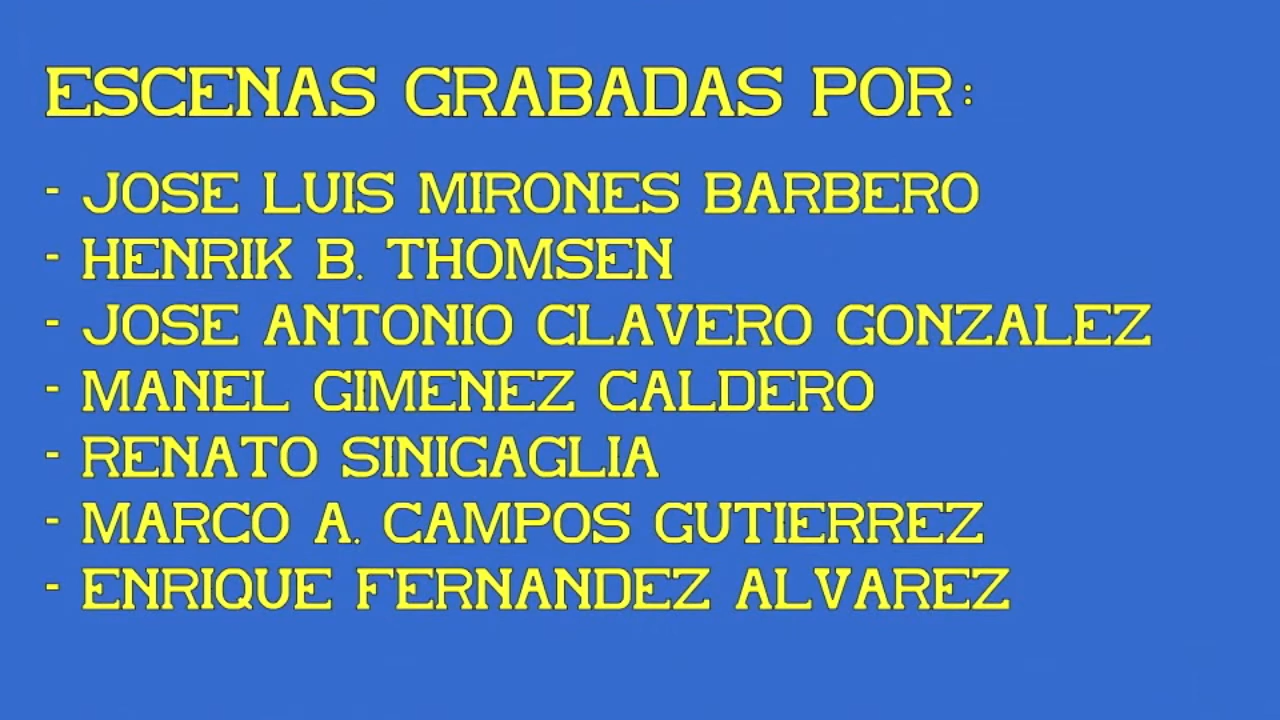 ESCENAS GRABADAS POR:
- JOSE LUIS MIRONES BARBERO
- HENRIK B. THOMSEN
- JOSE ANTONIO CLAVERO GONZALEZ
- MANEL GIMENEZ CALDERO
- RENATO SINIGAGLIA
- MARCO A. CAMPOS GUTIERREZ
- ENRIQUE FERNANDEZ ALVAREZ